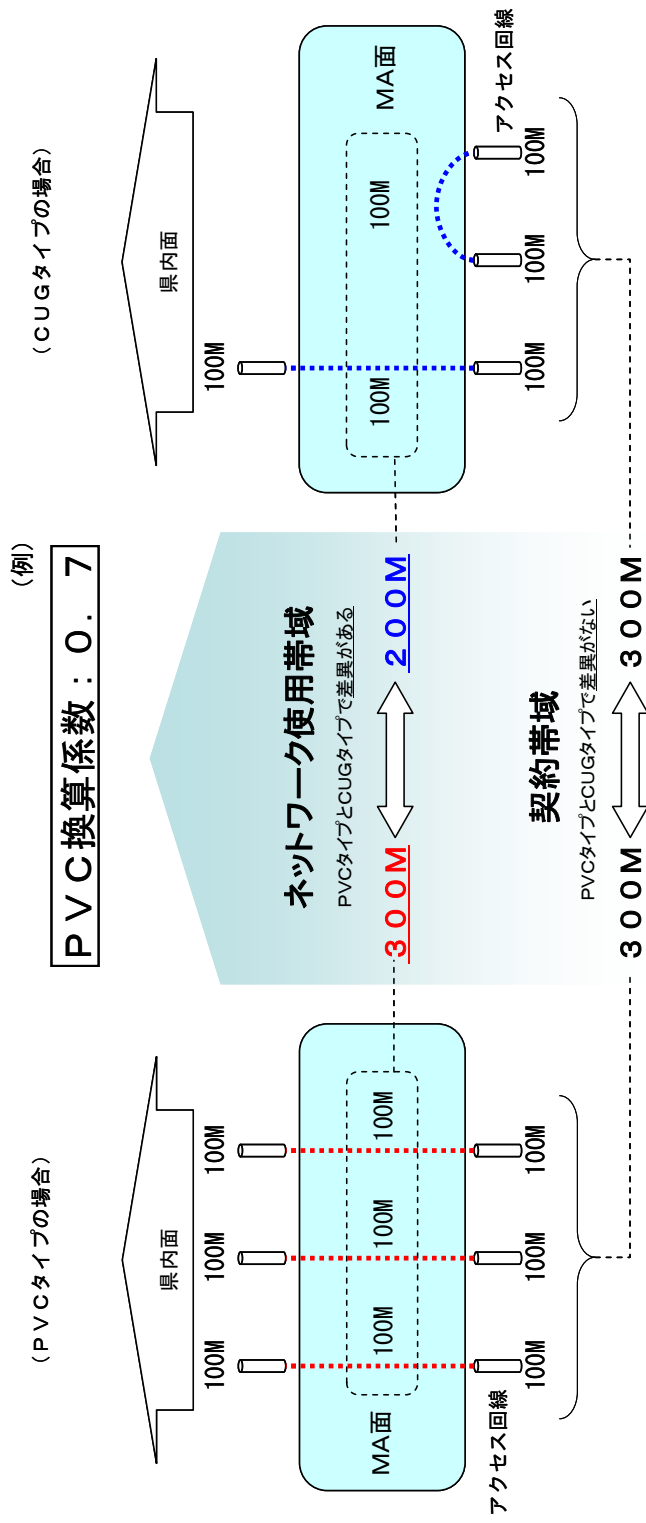 (例)
PVC換算係数:0.7
(PVCタイプの場合)
県内面
100M
100M
100M
100M
100M
100M
MA面
アクセス回線
100M
100M
100M
ネットワーク使用帯域
PVCタイプとCUGタイプで差異がある
300M
200M
契約帯域
PVCタイプとCUGタイプで差異がない
300M
300M
(CUGタイプの場合)
県内面
100M
100M
100M
MA面
100M
100M
100M
アクセス回線